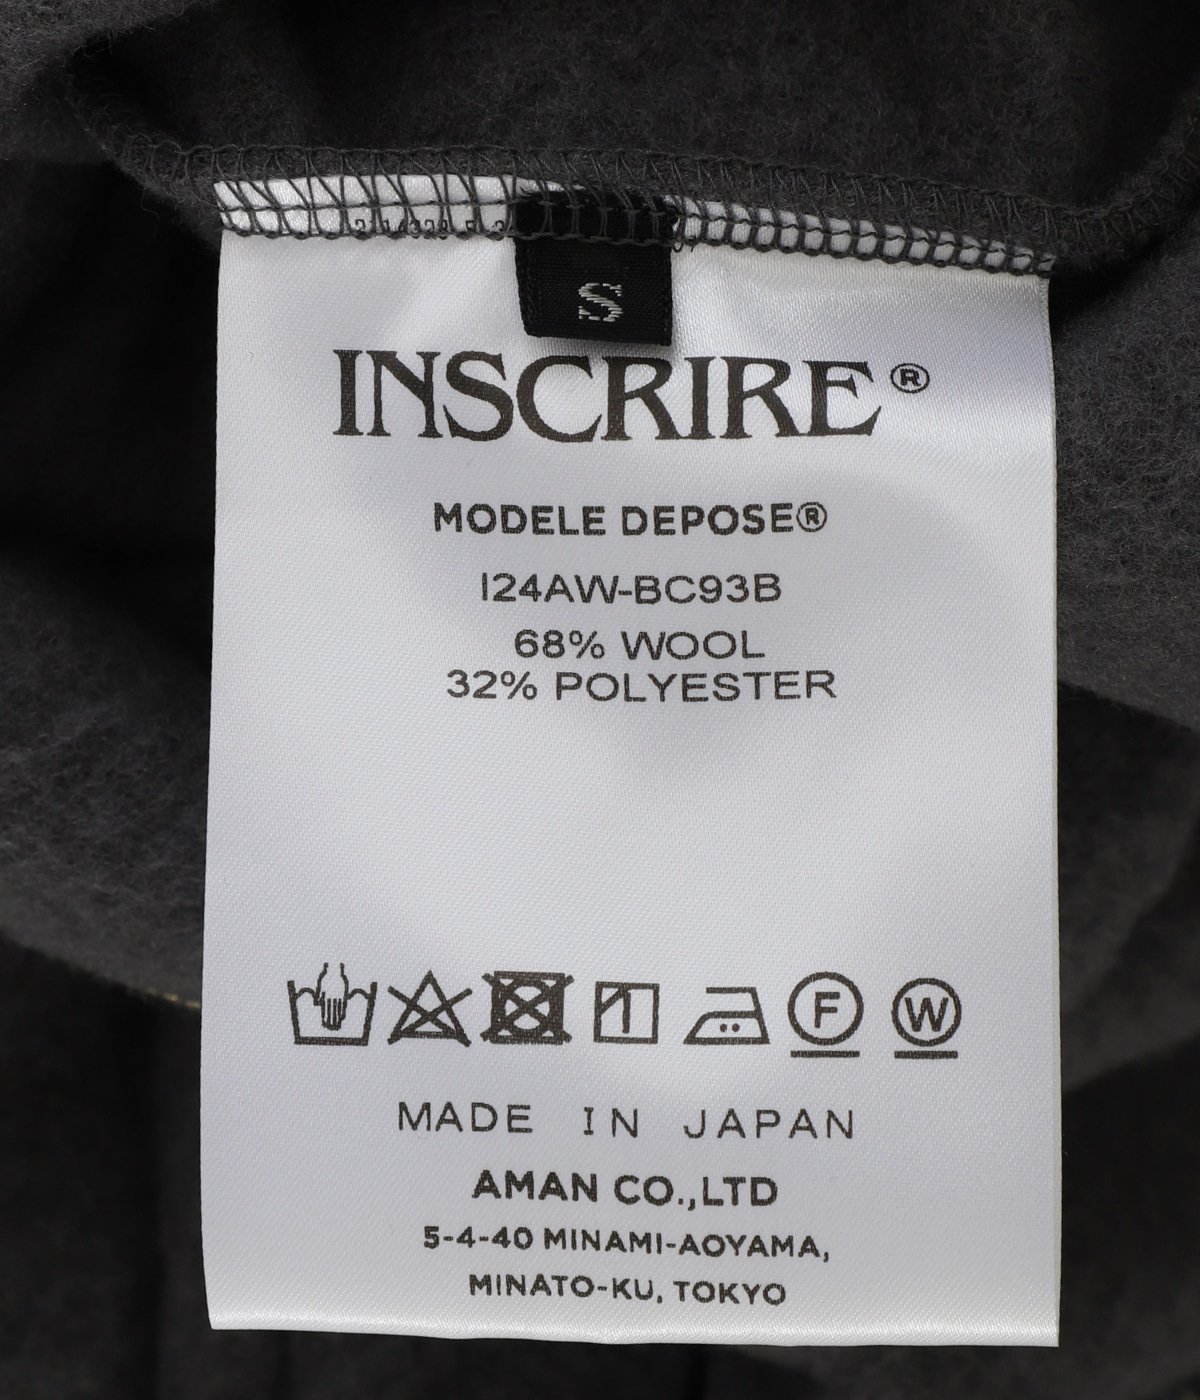 S
INSCRIRE®
MODELE DEPOSE®
I24AW-BC93B
68% WOOL
32% POLYESTER
F W
MADE IN JAPAN
AMAN CO.,LTD
5-4-40 MINAMI-AOYAMA,
MINATO-KU, TOKYO